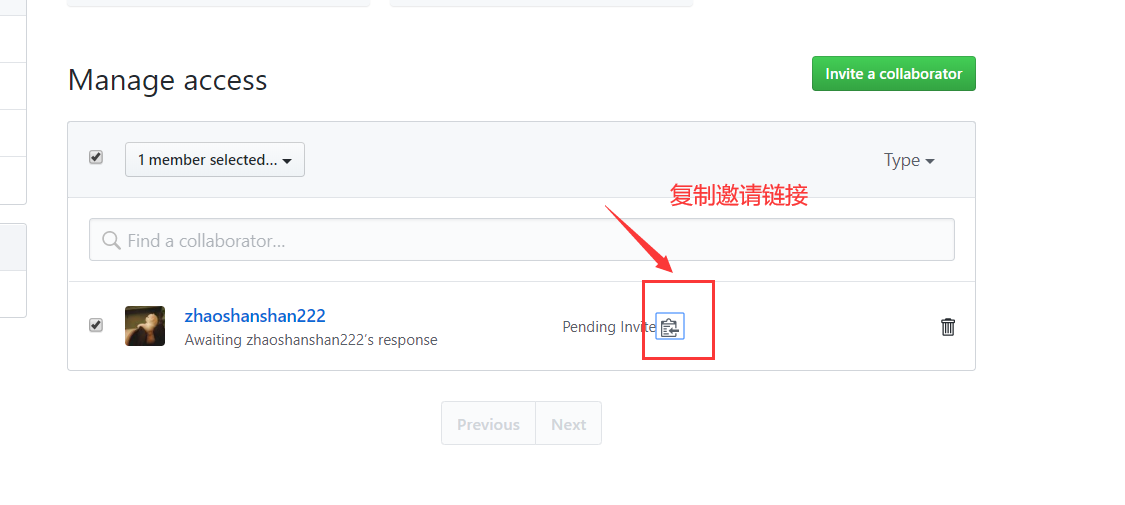 Manage access
Invite a collaborator
1 member selected...
Type
复制邀请链接
Find a collaborator...
zhaoshanshan222
Awaiting zhaoshanshan222's response
Pending Invite
Previous
Next